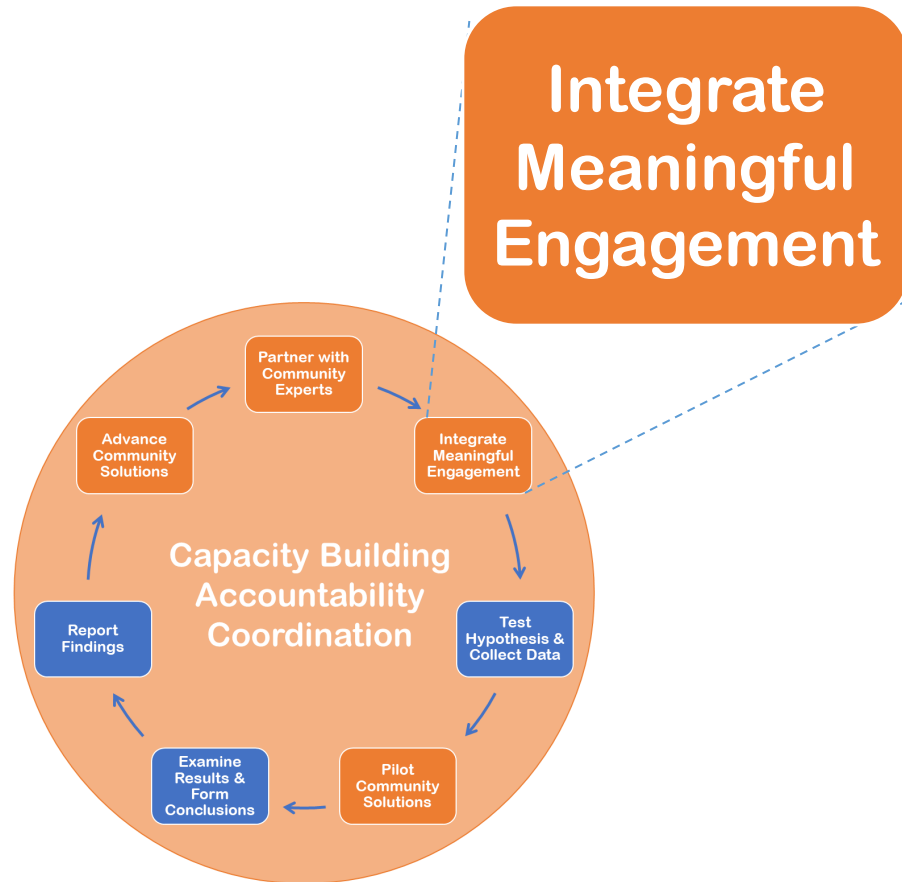 Integrate
Meaningful
Engagement
Partner with
Community
Experts
Advance
Community
Solutions
Integrate
Meaningful
Engagement
Capacity Building
Accountability
Coordination
Report
Findings
Test
Hypothesis &
Collect Data
Examine
Results &
Form
Conclusions
Pilot
Community
Solutions